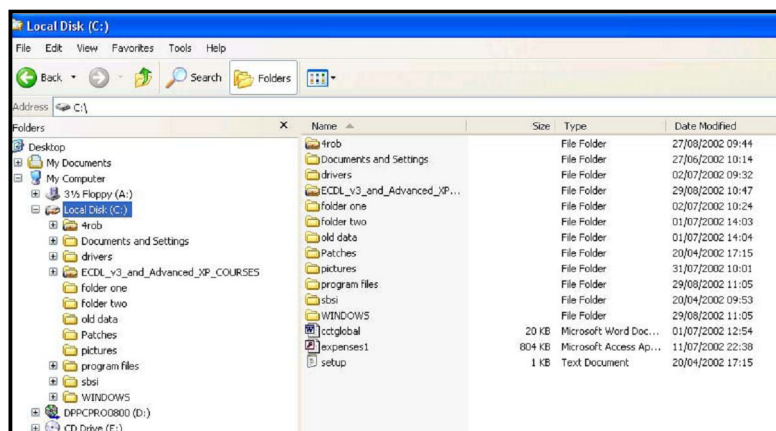 Local Disk (C:)
File Edit View Favorites Tools Help
Back Search Folders
Address C:\
Folders X Name Size Type Date Modified
Desktop
My Documents
My Computer
3½ Floppy (A:)
Local Disk (C:)
4rob
Documents and Settings
drivers
ECDL_v3_and_Advanced_XP_COURSES
folder one
folder two
old data
Patches
pictures
program files
sbsi
WINDOWS
DPPCPRO0800 (D:)
CD Drive (E:)
4rob File Folder 27/08/2002 09:44
Documents and Settings File Folder 27/06/2002 10:14
drivers File Folder 02/07/2002 09:32
ECDL_v3_and_Advanced_XP... File Folder 29/08/2002 10:47
folder one File Folder 02/07/2002 10:24
folder two File Folder 01/07/2002 14:03
old data File Folder 01/07/2002 14:04
Patches File Folder 20/04/2002 17:15
pictures File Folder 31/07/2002 10:01
program files File Folder 29/08/2002 11:05
sbsi File Folder 20/04/2002 09:53
WINDOWS File Folder 29/08/2002 11:05
cctglobal 20 KB Microsoft Word Doc... 01/07/2002 12:54
expenses1 804 KB Microsoft Access Ap... 11/07/2002 22:38
setup 1 KB Text Document 20/04/2002 17:15